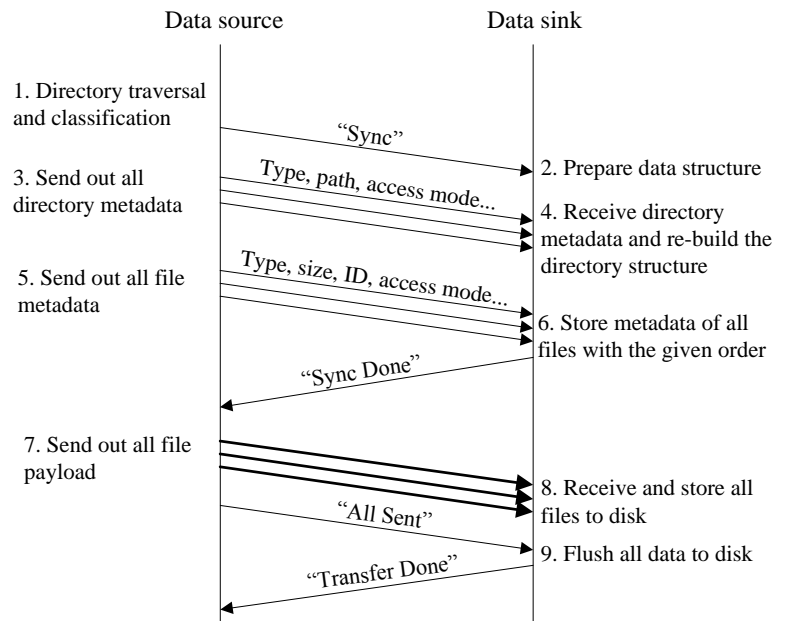 Data source
Data sink
1. Directory traversal
and classification
“Sync”
2. Prepare data structure
3. Send out all
directory metadata
Type, path, access mode...
4. Receive directory
metadata and re-build the
directory structure
5. Send out all file
metadata
Type, size, ID, access mode...
6. Store metadata of all
files with the given order
“Sync Done”
7. Send out all file
payload
8. Receive and store all
files to disk
“All Sent”
9. Flush all data to disk
“Transfer Done”